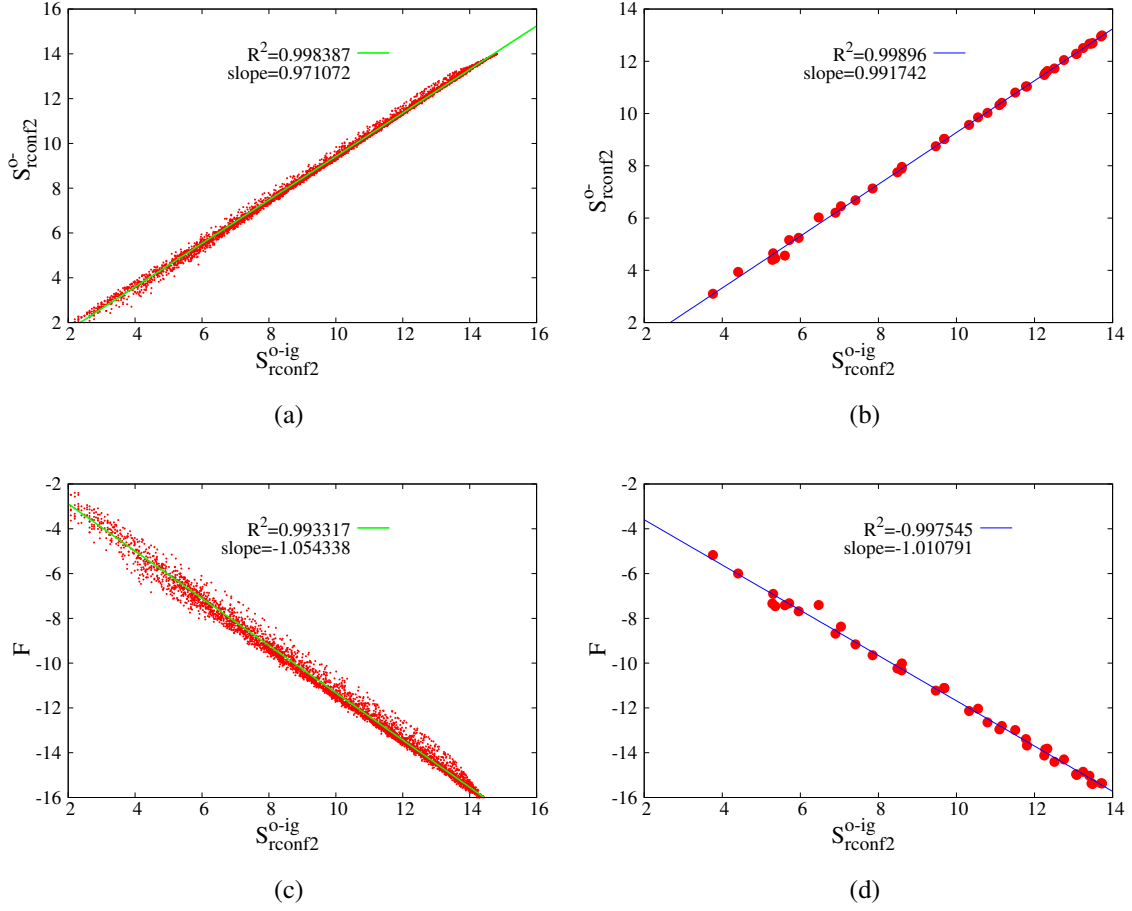 16
14
12
10
8
6
4
2
S^{o-}_{rconf2}
R^2=0.998387
slope=0.971072
2 4 6 8 10 12 14 16
S^{o-ig}_{rconf2}
(a)
14
12
10
8
6
4
2
S^{o-}_{rconf2}
R^2=0.99896
slope=0.991742
2 4 6 8 10 12 14
S^{o-ig}_{rconf2}
(b)
-2
-4
-6
-8
-10
-12
-14
-16
F
R^2=0.993317
slope=-1.054338
2 4 6 8 10 12 14 16
S^{o-ig}_{rconf2}
(c)
-2
-4
-6
-8
-10
-12
-14
-16
F
R^2=-0.997545
slope=-1.010791
2 4 6 8 10 12 14
S^{o-ig}_{rconf2}
(d)